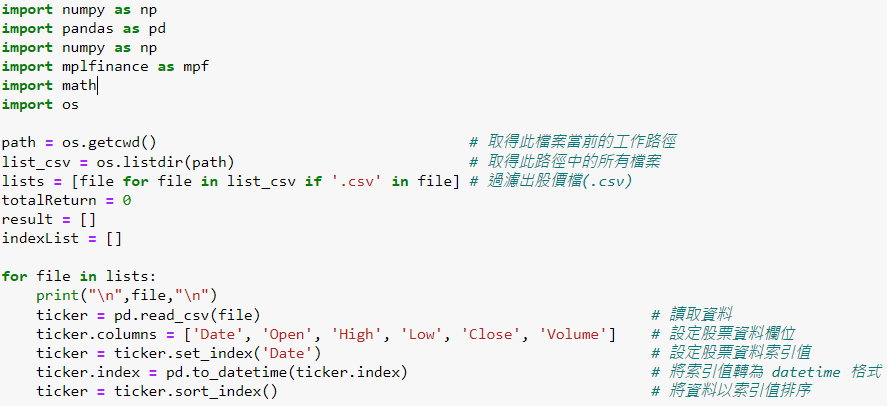 import numpy as np
import pandas as pd
import numpy as np
import mplfinance as mpf
import math
import os
path = os.getcwd() # 取得此檔案當前的工作路徑
list_csv = os.listdir(path) # 取得此路徑中的所有檔案
lists = [file for file in list_csv if '.csv' in file] # 過濾出股價檔(.csv)
totalReturn = 0
result = []
indexList = []
for file in lists:
    print("\n",file,"\n")
    ticker = pd.read_csv(file) # 讀取資料
    ticker.columns = ['Date', 'Open', 'High', 'Low', 'Close', 'Volume'] # 設定股票資料欄位
    ticker = ticker.set_index('Date') # 設定股票資料索引值
    ticker.index = pd.to_datetime(ticker.index) # 將索引值轉為 datetime 格式
    ticker = ticker.sort_index() # 將資料以索引值排序